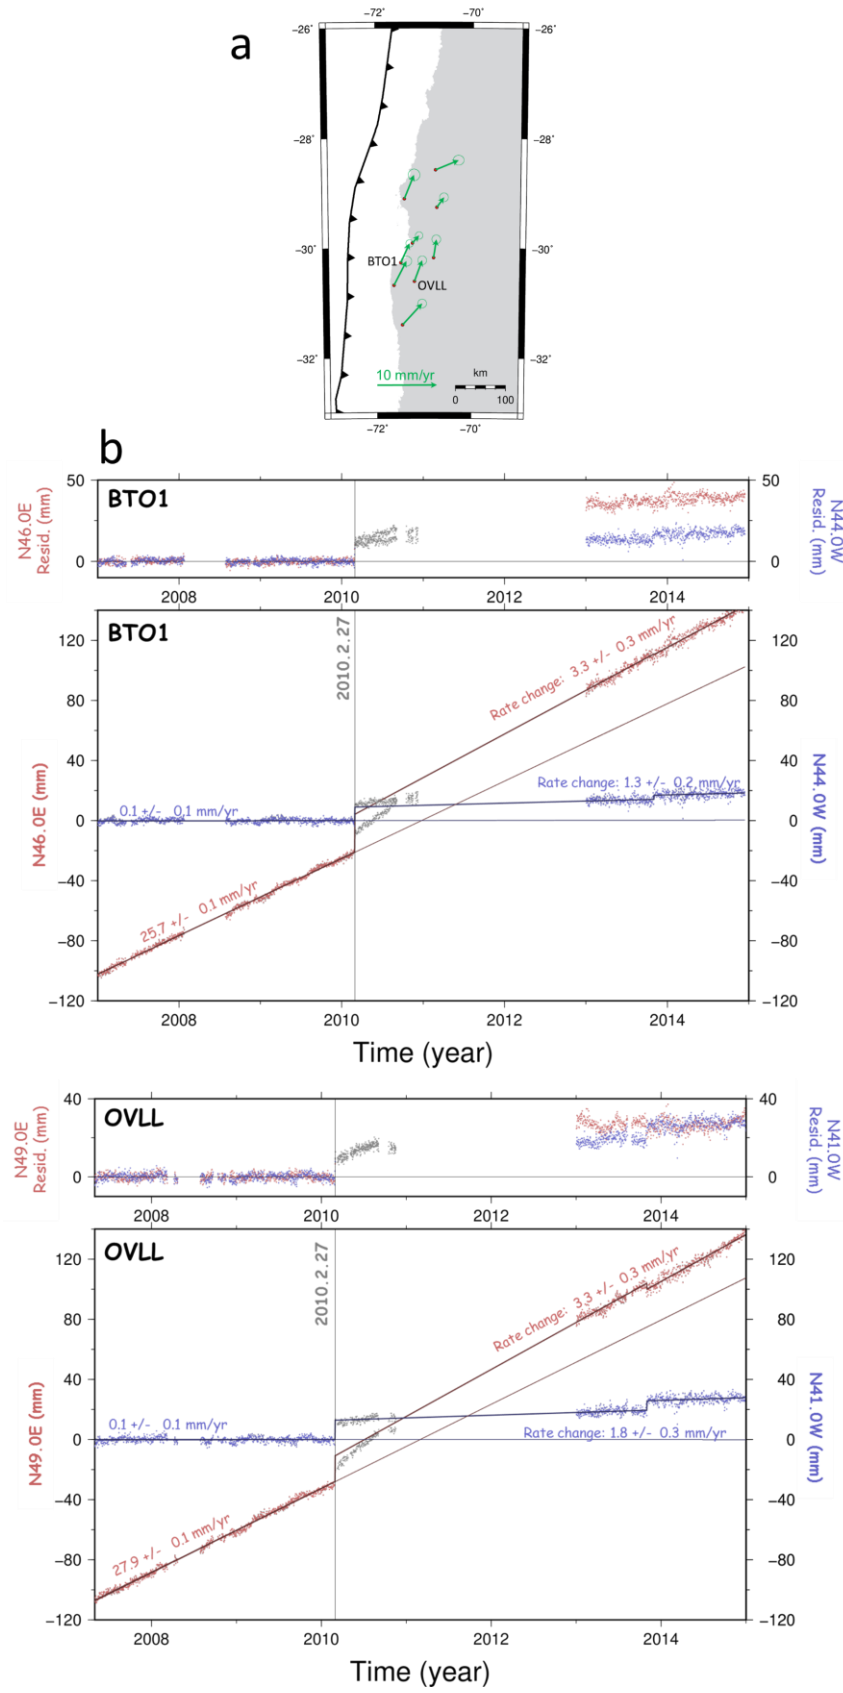 a
−72˚
−70˚
−26˚
−26˚
−28˚
−28˚
−30˚
−30˚
BTO1
OVLL
−32˚
−32˚
10 mm/yr
km
0
100
−72˚
−70˚
b
N46.0E
Resid. (mm)
50
0
BTO1
50
0
N44.0W
Resid. (mm)
2008
2010
2012
2014
BTO1
2010.2.27
Rate change: 3.3 +/- 0.3 mm/yr
Rate change: 1.3 +/- 0.2 mm/yr
0.1 +/- 0.1 mm/yr
25.7 +/- 0.1 mm/yr
N46.0E (mm)
120
80
40
0
−40
−80
−120
120
80
40
0
−40
−80
−120
N44.0W (mm)
2008
2010
2012
2014
Time (year)
N49.0E
Resid. (mm)
40
0
OVLL
40
0
N41.0W
Resid. (mm)
2008
2010
2012
2014
OVLL
2010.2.27
Rate change: 3.3 +/- 0.3 mm/yr
0.1 +/- 0.1 mm/yr
Rate change: 1.8 +/- 0.3 mm/yr
27.9 +/- 0.1 mm/yr
N49.0E (mm)
120
80
40
0
−40
−80
−120
120
80
40
0
−40
−80
−120
N41.0W (mm)
2008
2010
2012
2014
Time (year)